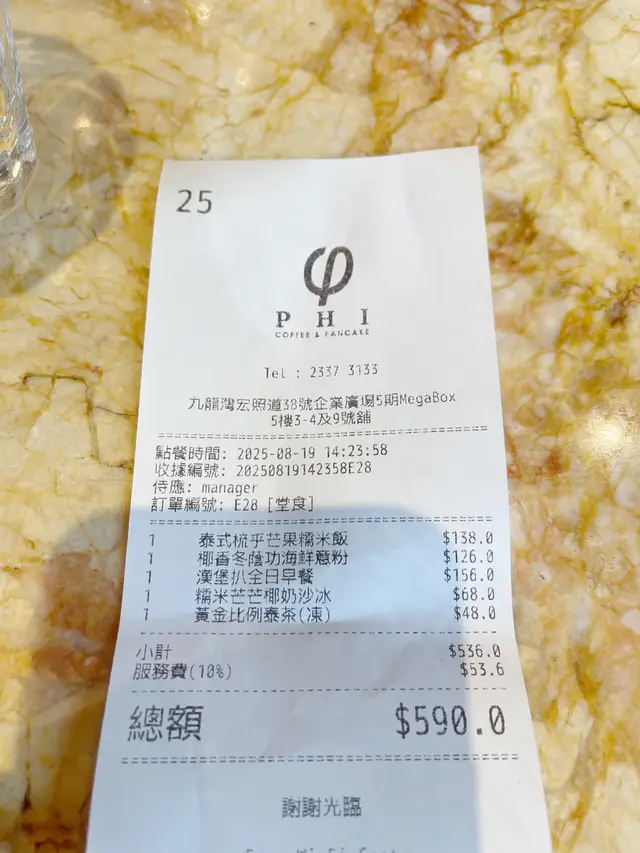 25
φ
PHI
COFFEE & PANCAKE
Tel : 2337 3133
九龍灣宏照道38號企業廣場5期MegaBox
5樓3-4及9號舖
點餐時間: 2025-08-19 14:23:58
收據編號: 20250819142358E28
侍應: manager
訂單編號: E28 [堂食]
1 泰式梳乎芒果糯米飯 $138.0
1 椰香冬蔭功海鮮意粉 $126.0
1 漢堡扒全日早餐 $156.0
1 糯米芒芒椰奶沙冰 $68.0
1 黃金比例泰茶(凍) $48.0
小計 $536.0
服務費(10%) $53.6
總額 $590.0
謝謝光臨